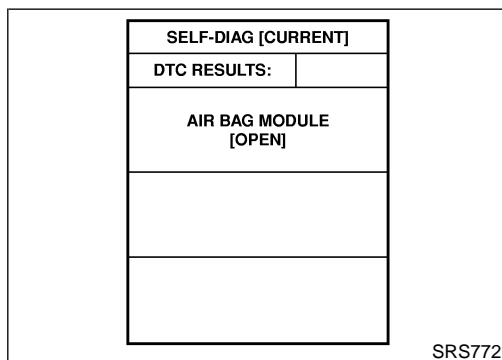 SELF-DIAG [CURRENT]
DTC RESULTS:
AIR BAG MODULE
[OPEN]
SRS772